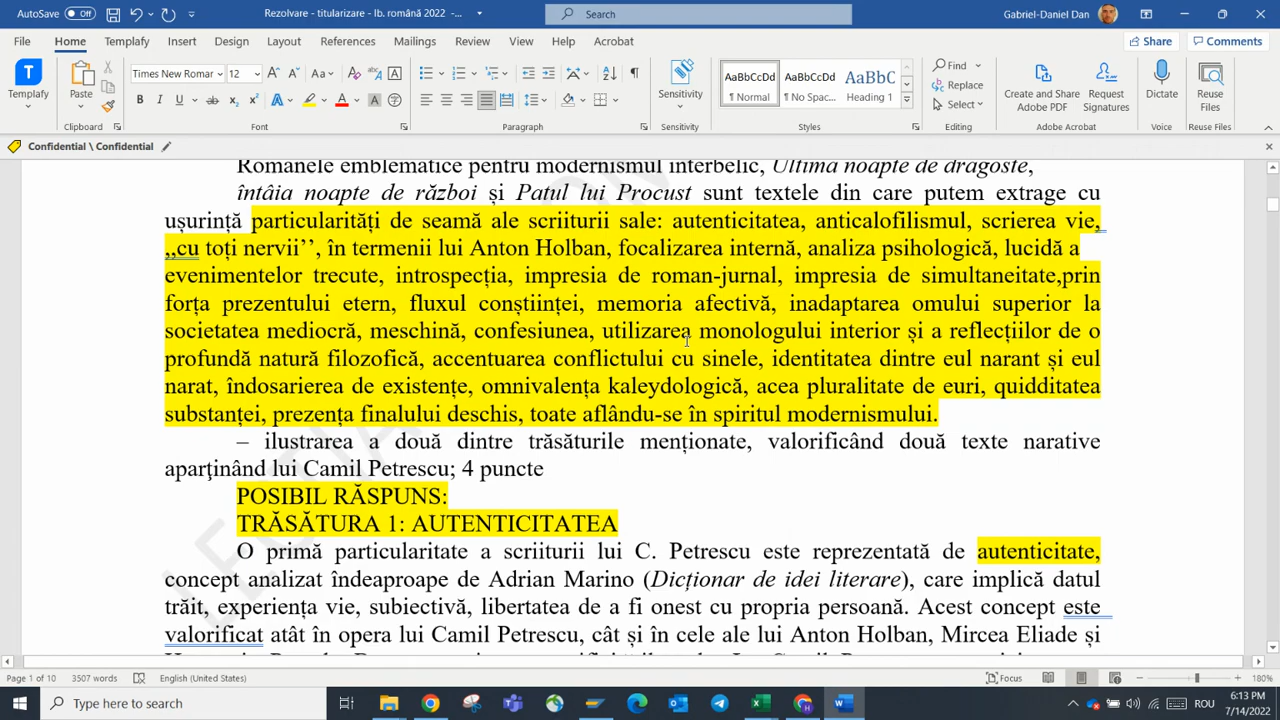 AutoSave Off Rezolvare - titularizare - lb. română 2022 -... Search Gabriel-Daniel Dan
File Home Templafy Insert Design Layout References Mailings Review View Help Acrobat Share Comments
Times New Roman 12 Find AaBbCcDd AaBbCcDd AaBbC
Templafy Paste Sensitivity ¶ Normal ¶ No Spac... Heading 1 Replace Select Create and Share Adobe PDF Request Signatures Dictate Reuse Files
Clipboard Font Paragraph Sensitivity Styles Editing Adobe Acrobat Voice Reuse Files
Confidential \ Confidential
Romanele emblematice pentru modernismul interbelic, Ultima noapte de dragoste,
întâia noapte de război și Patul lui Procust sunt textele din care putem extrage cu
ușurință particularități de seamă ale scriiturii sale: autenticitatea, anticalofilismul, scrierea vie,
,,cu toți nervii'', în termenii lui Anton Holban, focalizarea internă, analiza psihologică, lucidă a
evenimentelor trecute, introspecția, impresia de roman-jurnal, impresia de simultaneitate,prin
forța prezentului etern, fluxul conștiinței, memoria afectivă, inadaptarea omului superior la
societatea mediocră, meschină, confesiunea, utilizarea monologului interior și a reflecțiilor de o
profundă natură filozofică, accentuarea conflictului cu sinele, identitatea dintre eul narant și eul
narat, îndosarierea de existențe, omnivalența kaleydologică, acea pluralitate de euri, quidditatea
substanței, prezența finalului deschis, toate aflându-se în spiritul modernismului.
– ilustrarea a două dintre trăsăturile menționate, valorificând două texte narative
aparţinând lui Camil Petrescu; 4 puncte
POSIBIL RĂSPUNS:
TRĂSĂTURA 1: AUTENTICITATEA
O primă particularitate a scriiturii lui C. Petrescu este reprezentată de autenticitate,
concept analizat îndeaproape de Adrian Marino (Dicționar de idei literare), care implică datul
trăit, experiența vie, subiectivă, libertatea de a fi onest cu propria persoană. Acest concept este
valorificat atât în opera lui Camil Petrescu, cât și în cele ale lui Anton Holban, Mircea Eliade și
Page 1 of 10 3507 words English (United States) Focus 180%
Type here to search ROU 6:13 PM
7/14/2022